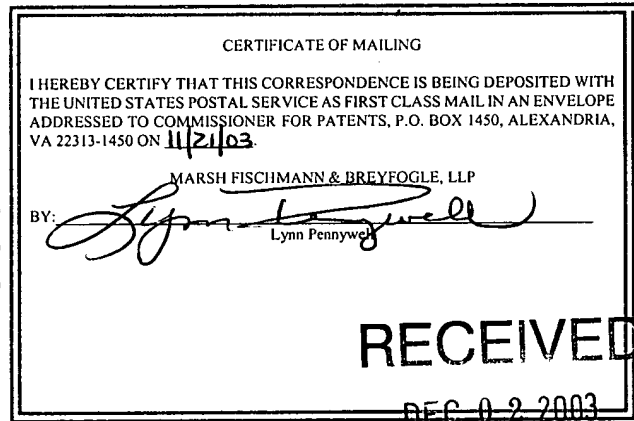 CERTIFICATE OF MAILING
I HEREBY CERTIFY THAT THIS CORRESPONDENCE IS BEING DEPOSITED WITH
THE UNITED STATES POSTAL SERVICE AS FIRST CLASS MAIL IN AN ENVELOPE
ADDRESSED TO COMMISSIONER FOR PATENTS, P.O. BOX 1450, ALEXANDRIA,
VA 22313-1450 ON 11/21/03.
MARSH FISCHMANN & BREYFOGLE, LLP
BY: Lynn Pennywell
Lynn Pennywell
RECEIVED
DEC 0 2 2003